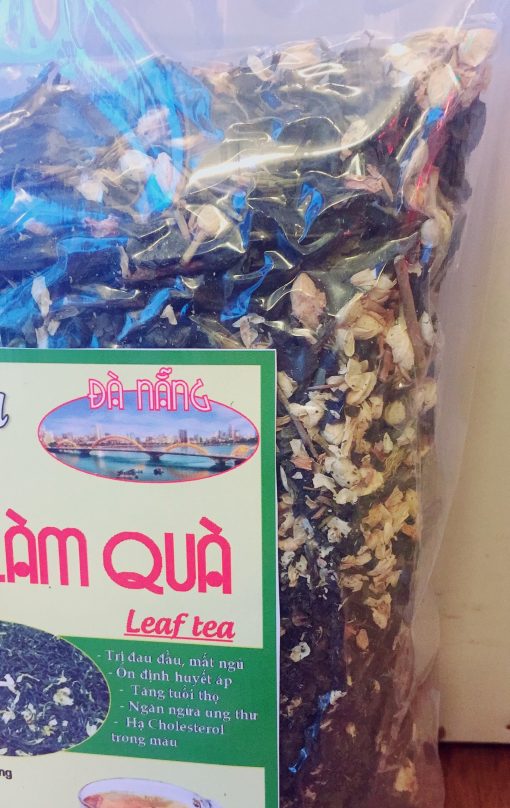 ĐÀ NẴNG
LÀM QUÀ
Leaf tea
- Trị đau đầu, mất ngủ
- Ổn định huyết áp
- Tăng tuổi thọ
- Ngăn ngừa ung thư
- Hạ Cholesterol
trong máu